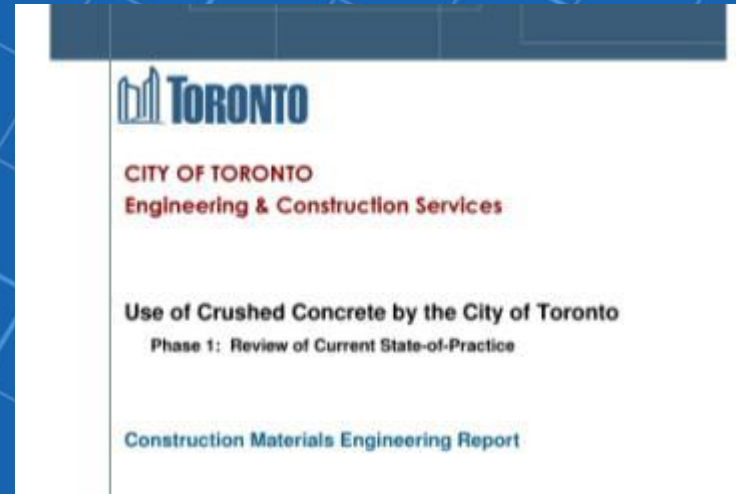 TORONTO
CITY OF TORONTO
Engineering & Construction Services
Use of Crushed Concrete by the City of Toronto
Phase 1: Review of Current State-of-Practice
Construction Materials Engineering Report